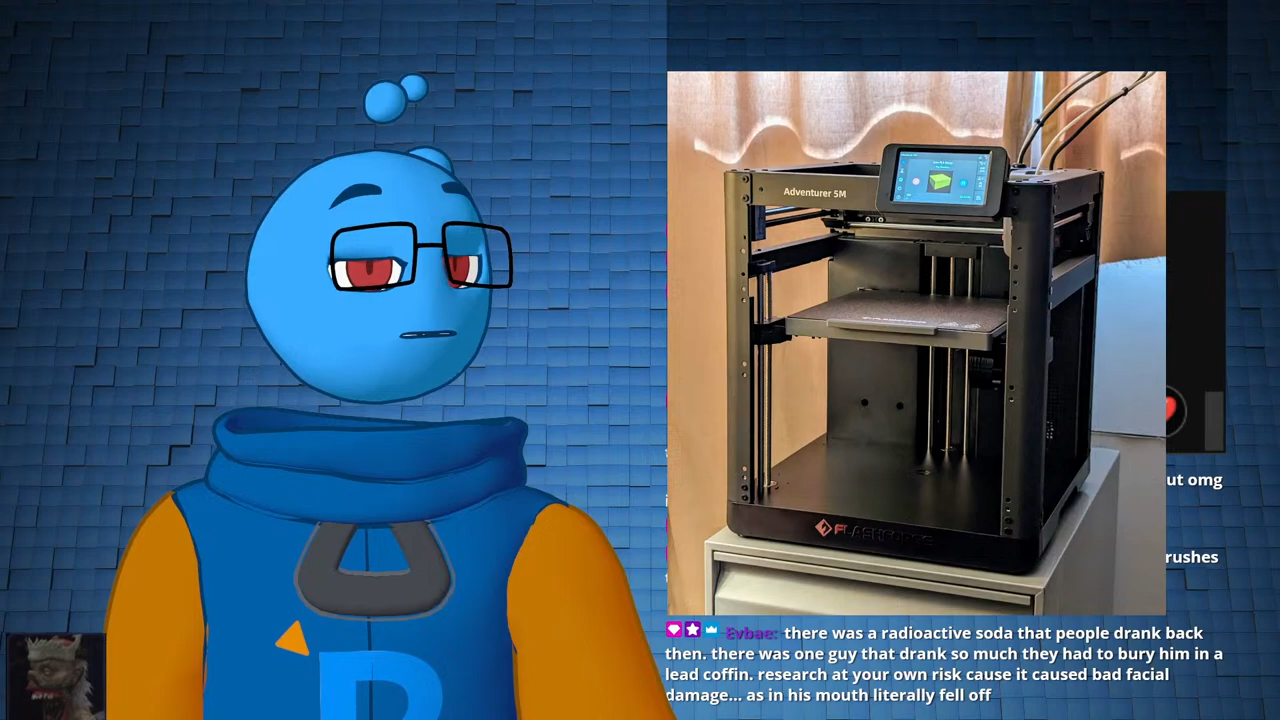 Adventurer 5M
FLASHFORGE
ut omg
rushes
Evbae: there was a radioactive soda that people drank back
then. there was one guy that drank so much they had to bury him in a
lead coffin. research at your own risk cause it caused bad facial
damage... as in his mouth literally fell off
R